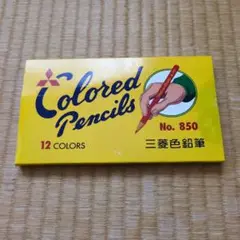 Colored
Pencils
No. 850
12 COLORS
三菱色鉛筆